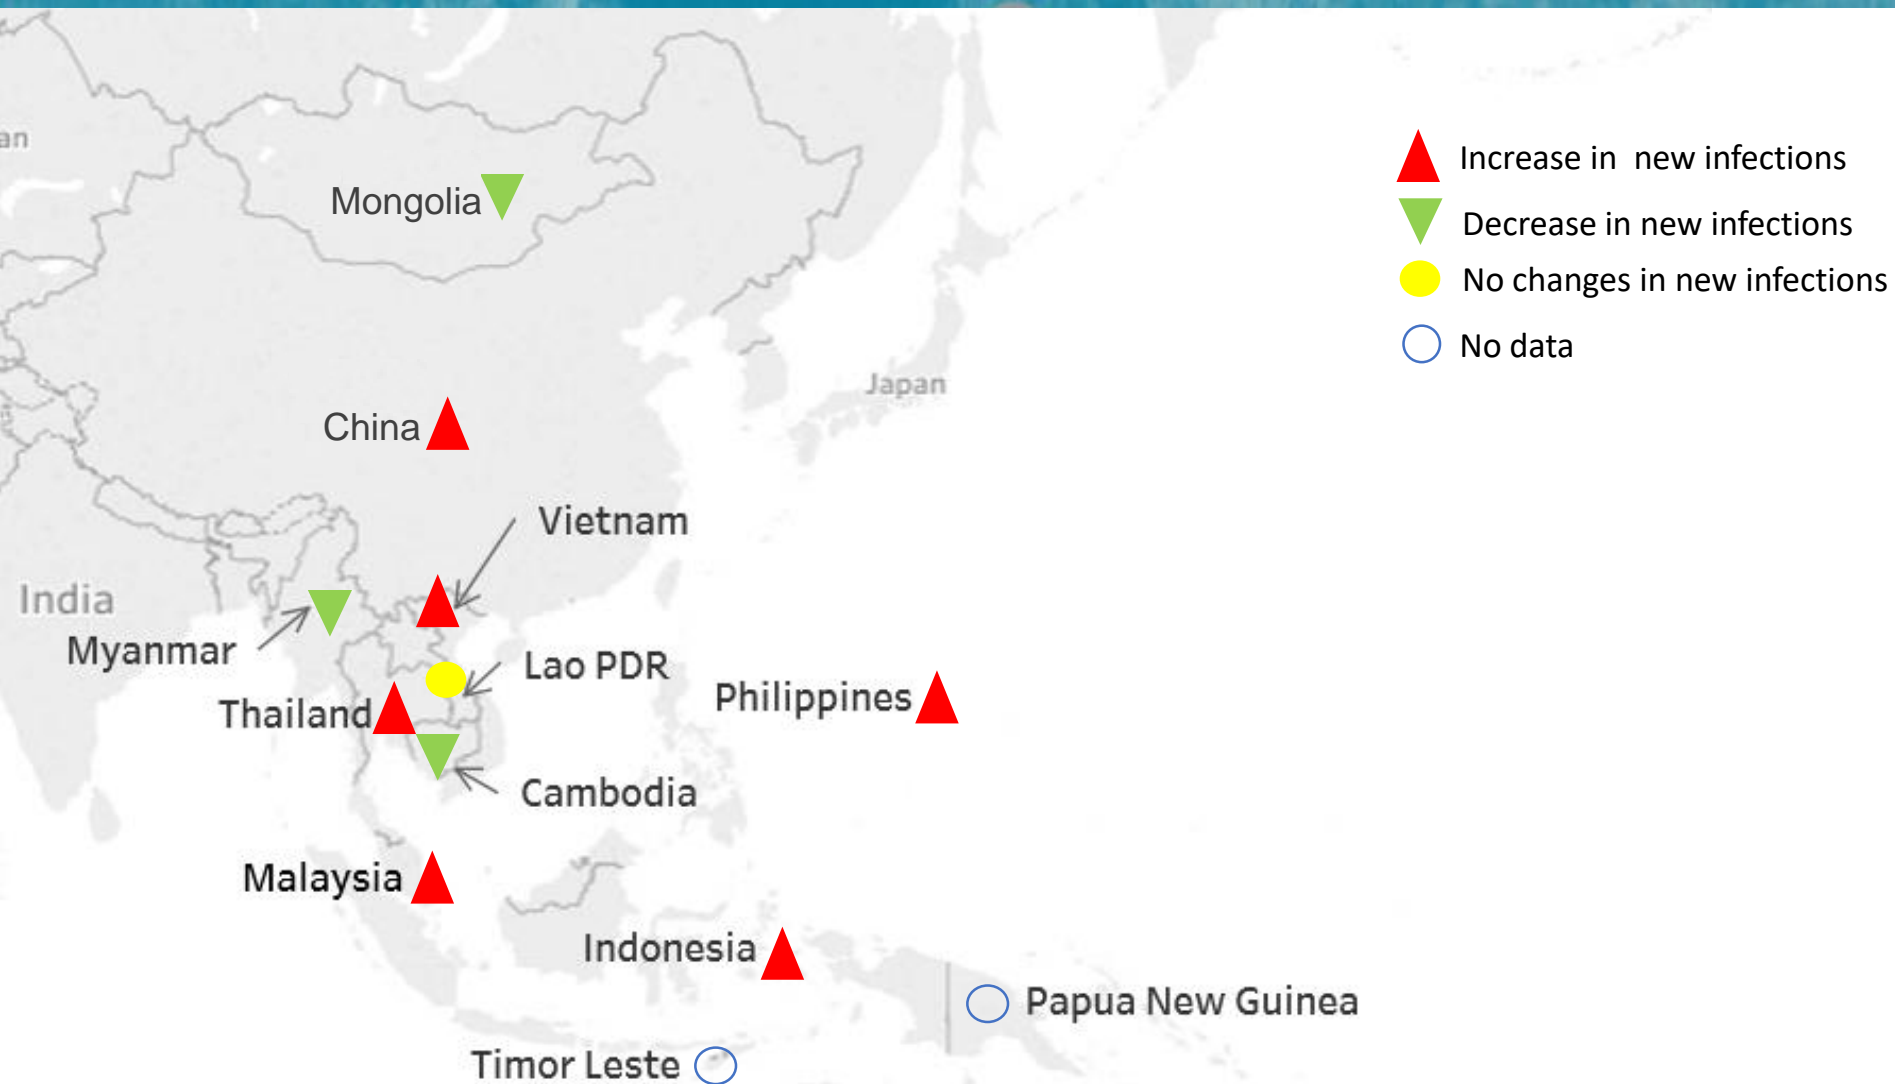 an
Mongolia
Increase in new infections
Decrease in new infections
No changes in new infections
No data
Japan
China
Vietnam
India
Myanmar
Lao PDR
Thailand
Philippines
Cambodia
Malaysia
Indonesia
Papua New Guinea
Timor Leste